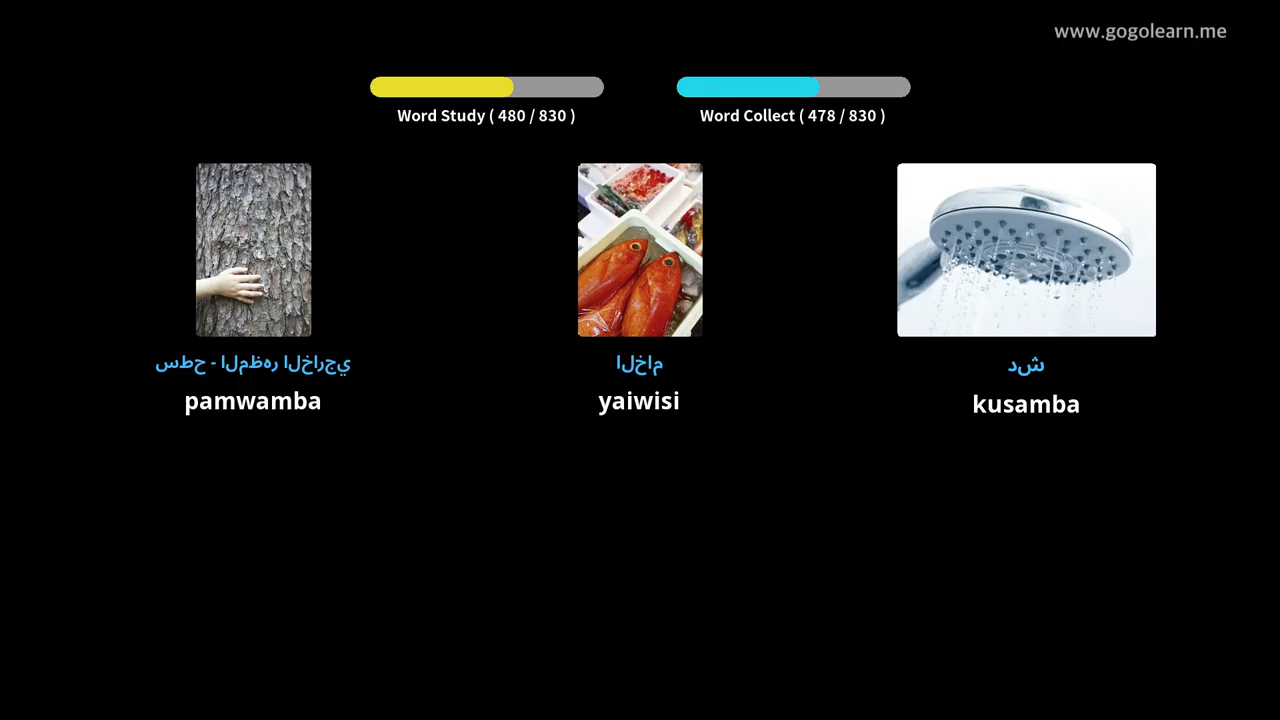 www.gogolearn.me
Word Study ( 480 / 830 )
Word Collect ( 478 / 830 )
سطح - المظهر الخارجي
pamwamba
الخام
yaiwisi
دش
kusamba